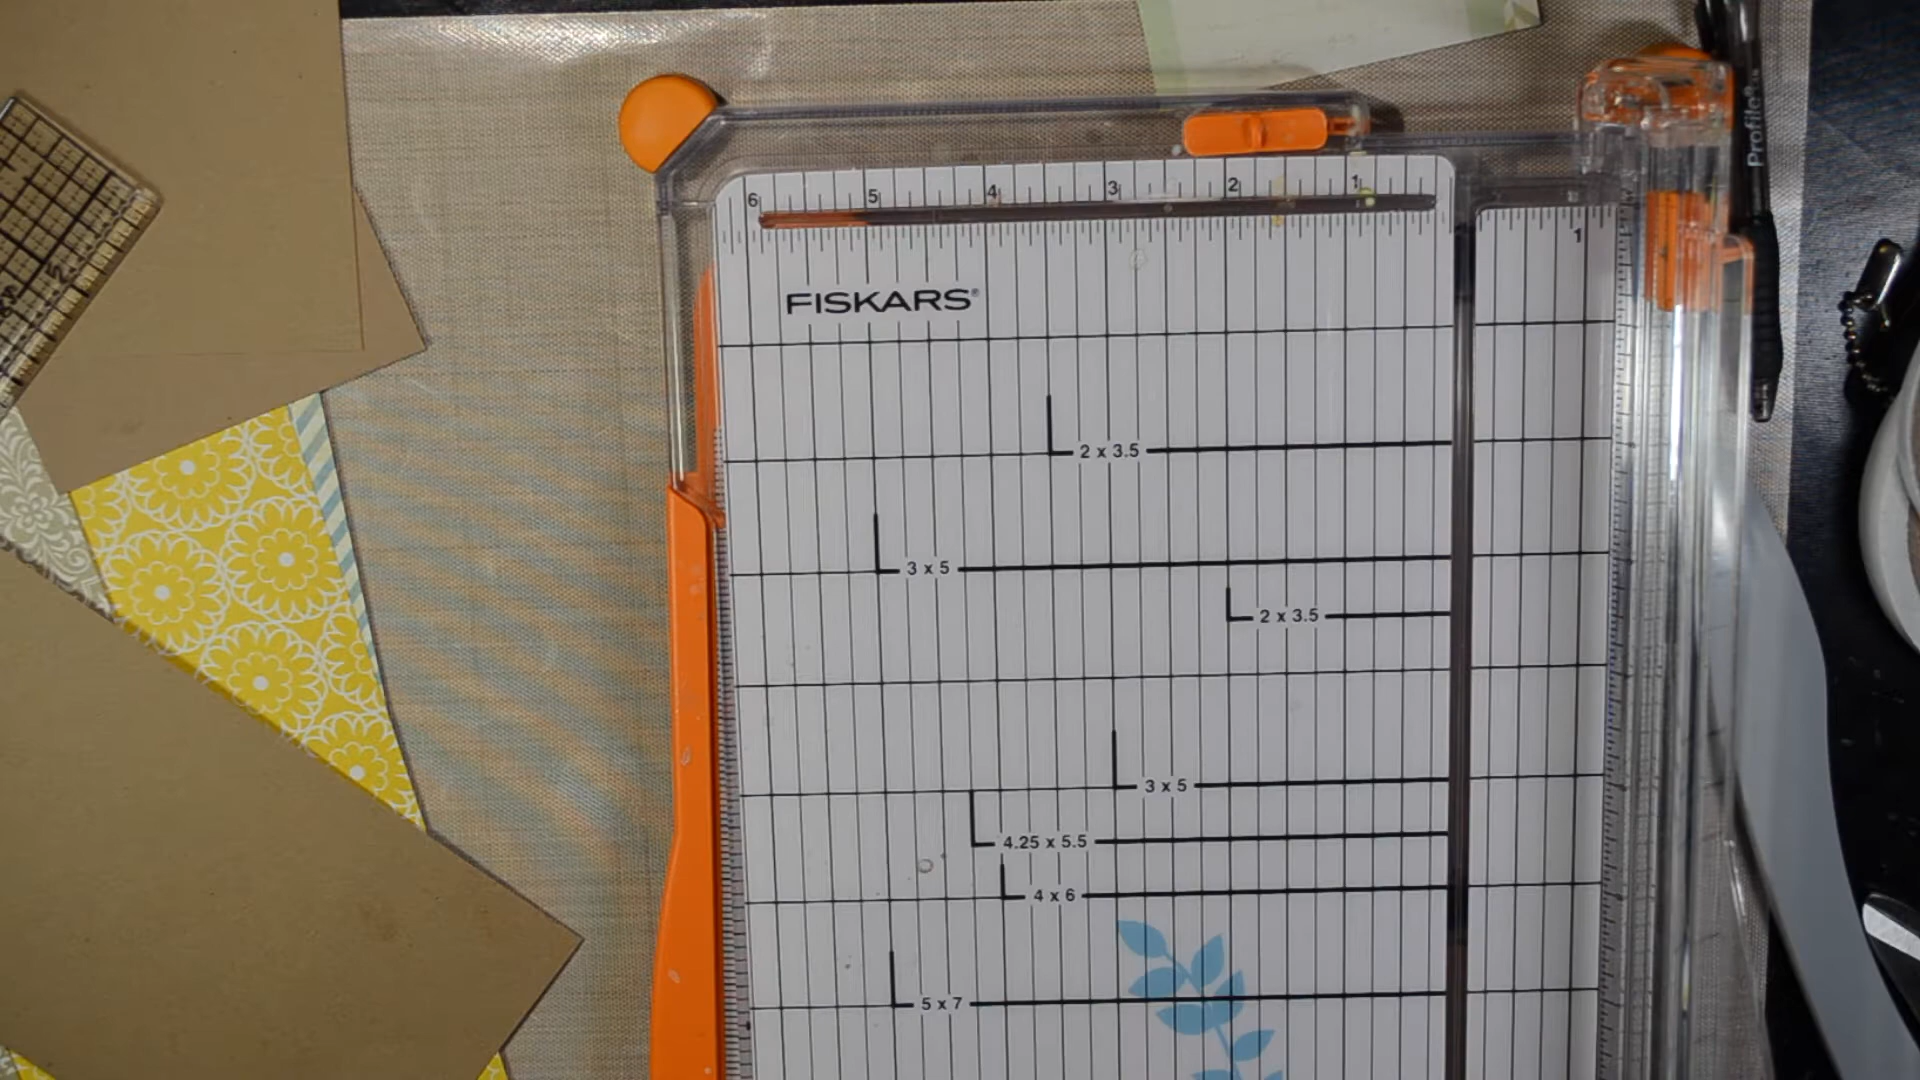 Profile
6 5 4 3 2 1
1
FISKARS®
2 x 3.5
3 x 5
2 x 3.5
3 x 5
4.25 x 5.5
4 x 6
5 x 7